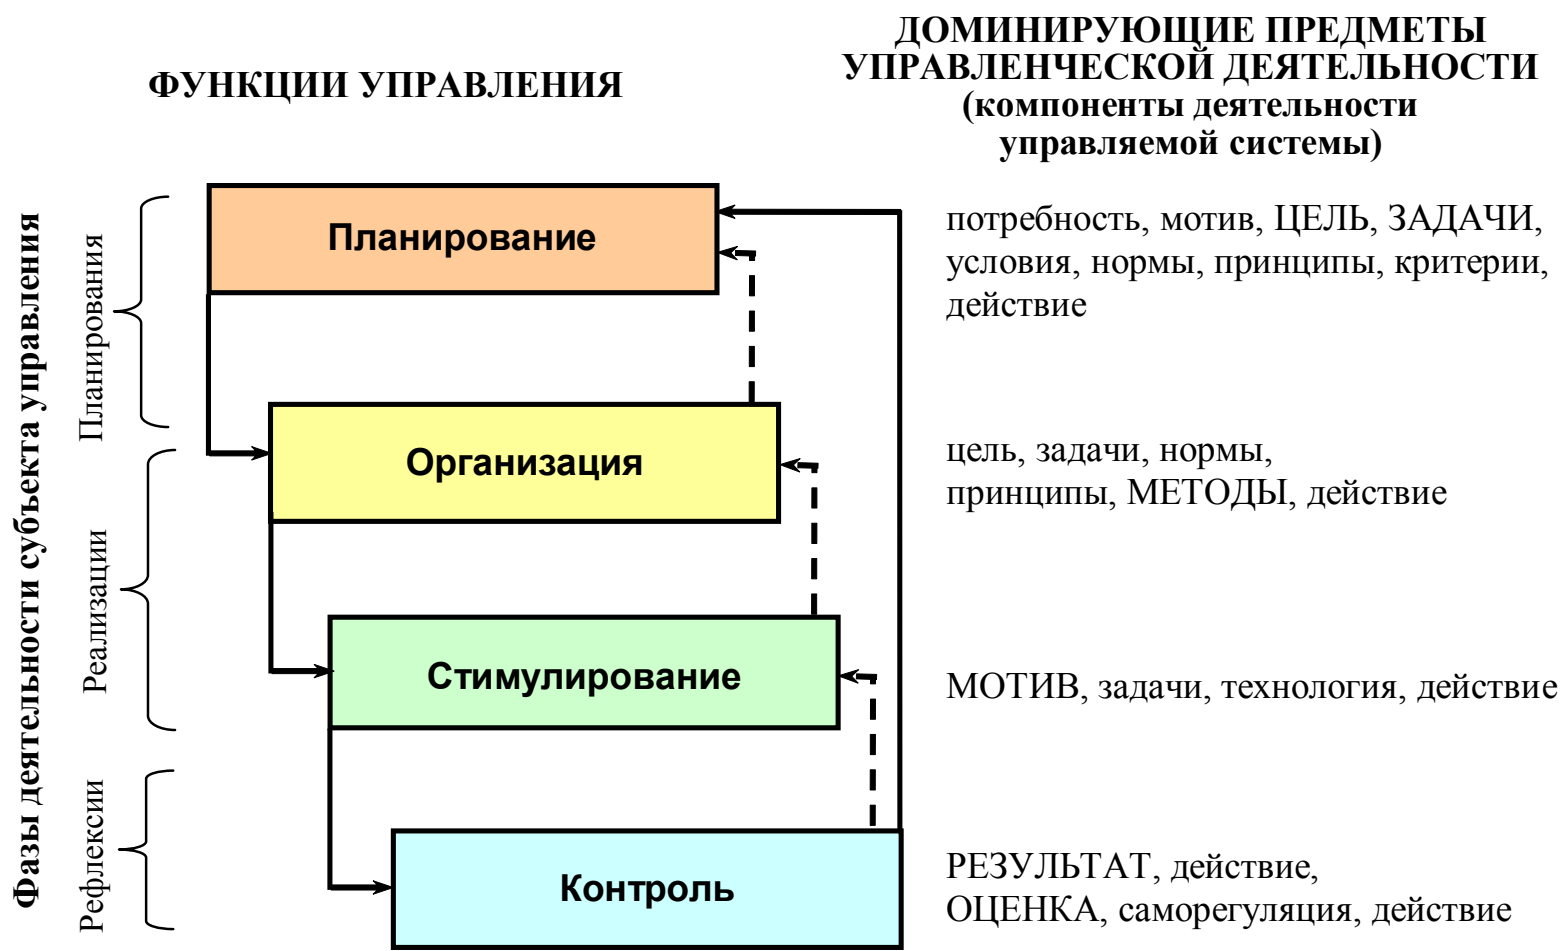 ФУНКЦИИ УПРАВЛЕНИЯ
ДОМИНИРУЮЩИЕ ПРЕДМЕТЫ
УПРАВЛЕНЧЕСКОЙ ДЕЯТЕЛЬНОСТИ
(компоненты деятельности
управляемой системы)
Фазы деятельности субъекта управления
Планирования
Планирование
потребность, мотив, ЦЕЛЬ, ЗАДАЧИ,
условия, нормы, принципы, критерии,
действие
Реализации
Организация
цель, задачи, нормы,
принципы, МЕТОДЫ, действие
Стимулирование
МОТИВ, задачи, технология, действие
Рефлексии
Контроль
РЕЗУЛЬТАТ, действие,
ОЦЕНКА, саморегуляция, действие